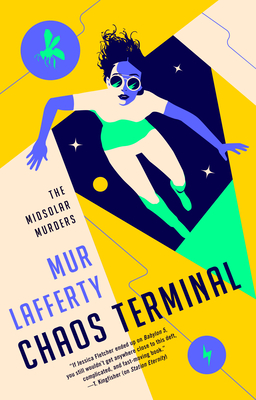 THE
MIDSOLAR
MURDERS
MUR
LAFFERTY
CHAOS TERMINAL
"If Jessica Fletcher ended up on Babylon 5,
you still wouldn't get anywhere close to this deft,
complicated, and fast-moving book."
—T. Kingfisher (on Station Eternity)